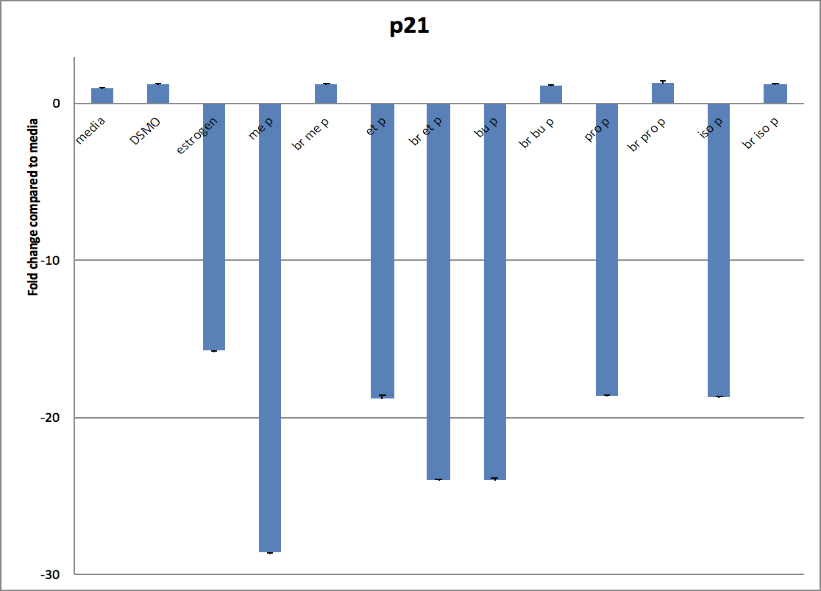 p21
Fold change compared to media
0
-10
-20
-30
media
DSMO
estrogen
me p
br me p
et p
br et p
bu p
br bu p
pro p
br pro p
iso p
br iso p